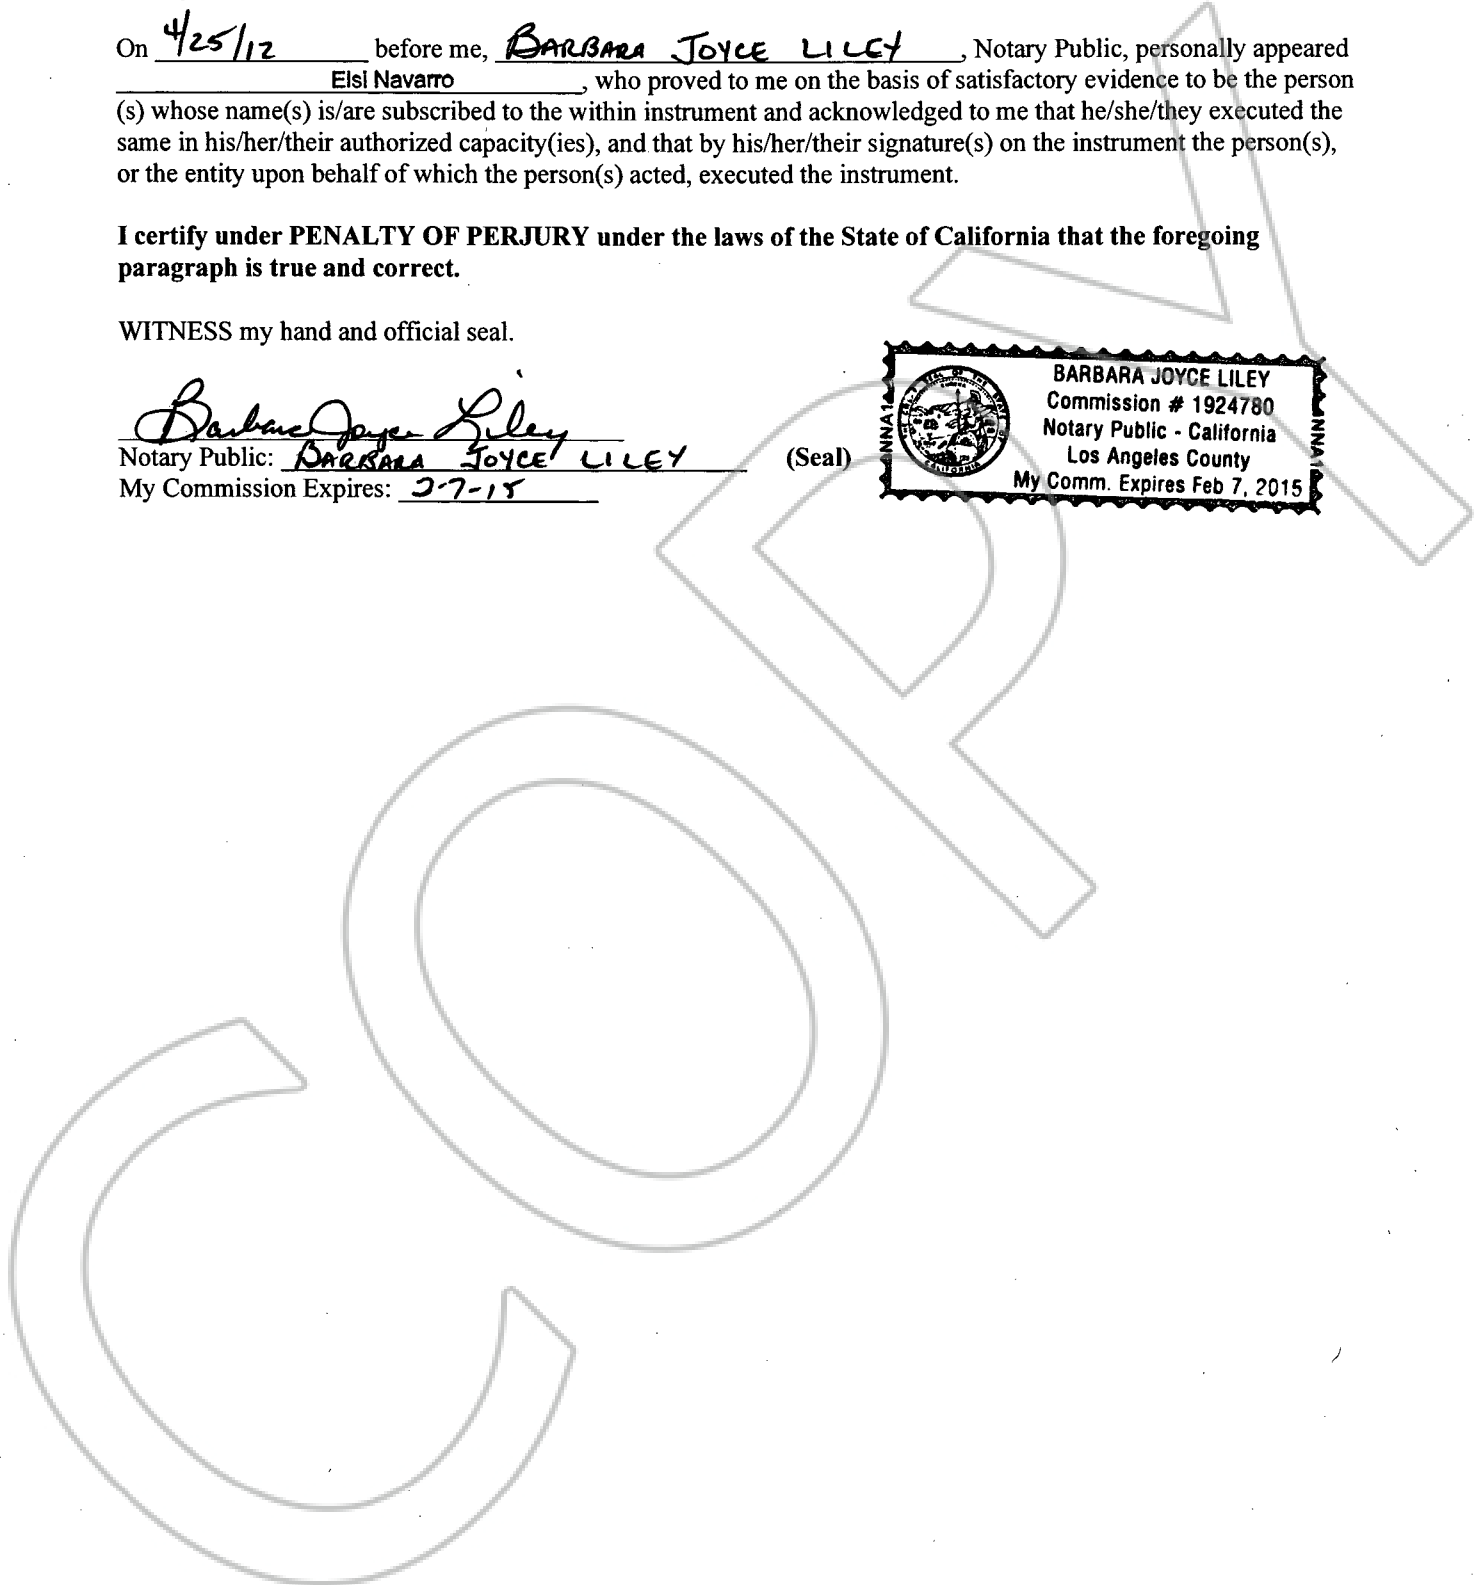 On 4/25/12 before me, BARBARA JOYCE LILEY, Notary Public, personally appeared
Elsi Navarro, who proved to me on the basis of satisfactory evidence to be the person
(s) whose name(s) is/are subscribed to the within instrument and acknowledged to me that he/she/they executed the
same in his/her/their authorized capacity(ies), and that by his/her/their signature(s) on the instrument the person(s),
or the entity upon behalf of which the person(s) acted, executed the instrument.
I certify under PENALTY OF PERJURY under the laws of the State of California that the foregoing
paragraph is true and correct.
WITNESS my hand and official seal.
Barbara Joyce Liley
Notary Public: BARBARA JOYCE LILEY (Seal)
My Commission Expires: 2-7-15
NNA1
BARBARA JOYCE LILEY
Commission # 1924780
Notary Public - California
Los Angeles County
My Comm. Expires Feb 7, 2015
NNA1
COPY